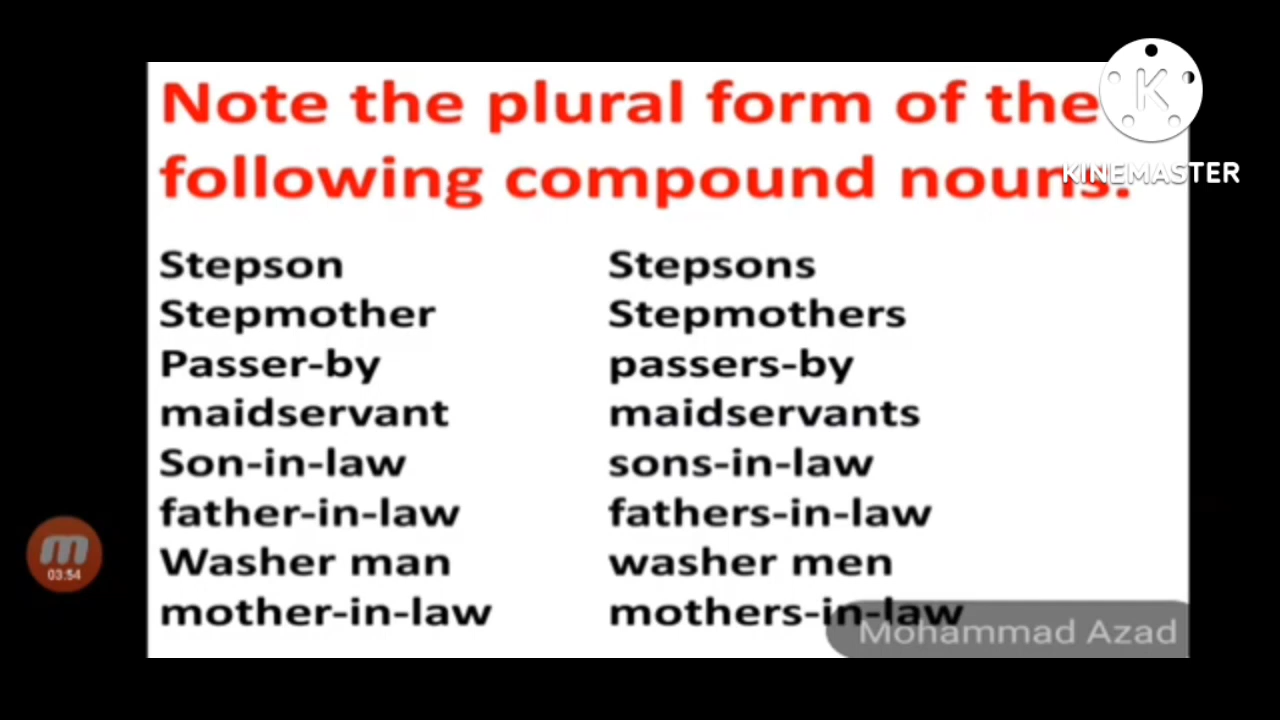 Note the plural form of the
following compound nouns.
KINEMASTER
Stepson Stepsons
Stepmother Stepmothers
Passer-by passers-by
maidservant maidservants
Son-in-law sons-in-law
father-in-law fathers-in-law
Washer man washer men
mother-in-law mothers-in-law
03:54
Mohammad Azad